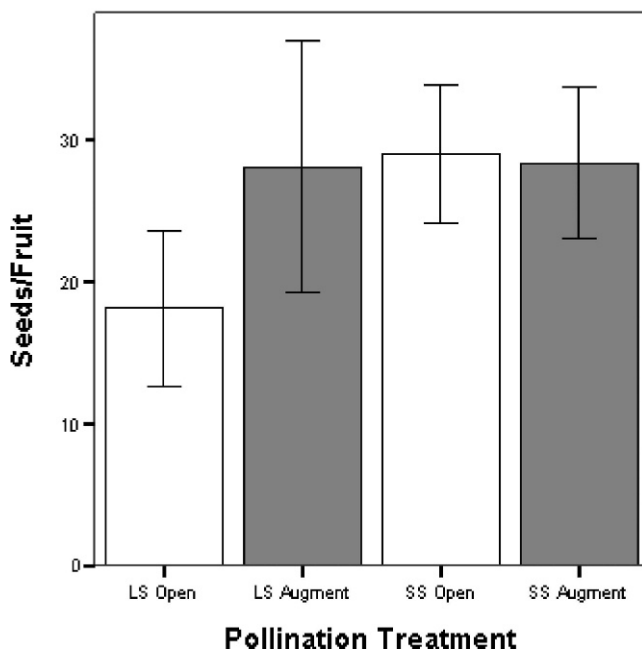 Seeds/Fruit
30
20
10
0
LS Open LS Augment SS Open SS Augment
Pollination Treatment